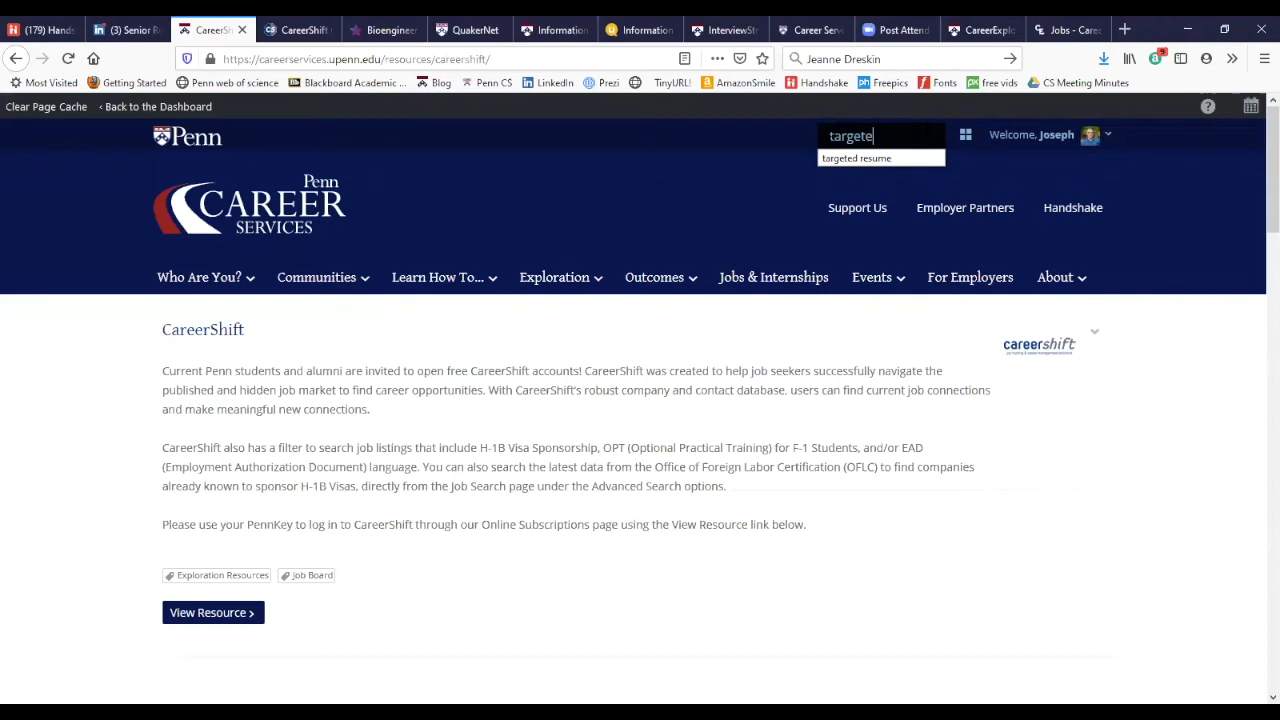 (179) Hands
(3) Senior R
CareerSh
CareerShift
Bioengineer
QuakerNet
Information
Information
InterviewStr
Career Serv
Post Attend
CareerExplo
Jobs - Care
https://careerservices.upenn.edu/resources/careershift/
Jeanne Dreskin
9
Most Visited
Getting Started
Penn web of science
Blackboard Academic ...
Blog
Penn CS
LinkedIn
Prezi
TinyURL!
AmazonSmile
Handshake
Freepics
Fonts
free vids
CS Meeting Minutes
Clear Page Cache
‹ Back to the Dashboard
Penn
targete
targeted resume
Welcome, Joseph
Penn
CAREER
SERVICES
Support Us
Employer Partners
Handshake
Who Are You?
Communities
Learn How To...
Exploration
Outcomes
Jobs & Internships
Events
For Employers
About
CareerShift
careershift
Current Penn students and alumni are invited to open free CareerShift accounts! CareerShift was created to help job seekers successfully navigate the
published and hidden job market to find career opportunities. With CareerShift's robust company and contact database, users can find current job connections
and make meaningful new connections.
CareerShift also has a filter to search job listings that include H-1B Visa Sponsorship, OPT (Optional Practical Training) for F-1 Students, and/or EAD
(Employment Authorization Document) language. You can also search the latest data from the Office of Foreign Labor Certification (OFLC) to find companies
already known to sponsor H-1B Visas, directly from the Job Search page under the Advanced Search options.
Please use your PennKey to log in to CareerShift through our Online Subscriptions page using the View Resource link below.
Exploration Resources
Job Board
View Resource ›